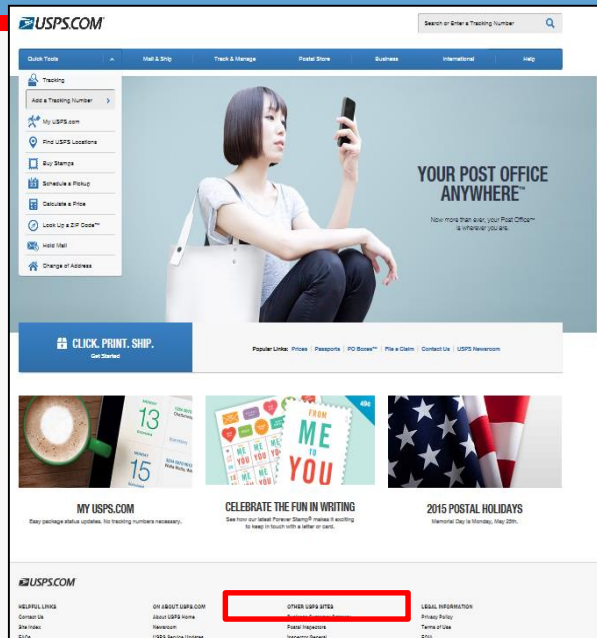 USPS.COM
Search or Enter a Tracking Number
Quick Tools
Mail & Ship
Track & Manage
Postal Store
Business
International
Help
Tracking
Add a Tracking Number
My USPS.com
Find USPS Locations
Buy Stamps
Schedule a Pickup
Calculate a Price
Look Up a ZIP Code™
Hold Mail
Change of Address
YOUR POST OFFICE
ANYWHERE™
Now more than ever, your Post Office™
is wherever you are.
CLICK. PRINT. SHIP.
Get Started
Popular Links: Prices | Passports | PO Boxes™ | File a Claim | Contact Us | USPS Newsroom
MONDAY
13
15
49¢
FROM
ME
TO
YOU
MY USPS.COM
Easy package status updates. No tracking numbers necessary.
CELEBRATE THE FUN IN WRITING
See how our latest Forever Stamp® makes it exciting
to keep in touch with a letter or card.
2015 POSTAL HOLIDAYS
Memorial Day is Monday, May 25th.
USPS.COM
HELPFUL LINKS
Contact Us
Site Index
FAQs
ON ABOUT.USPS.COM
About USPS Home
Newsroom
USPS Service Updates
OTHER USPS SITES
Postal Inspectors
Inspector General
LEGAL INFORMATION
Privacy Policy
Terms of Use
FOIA